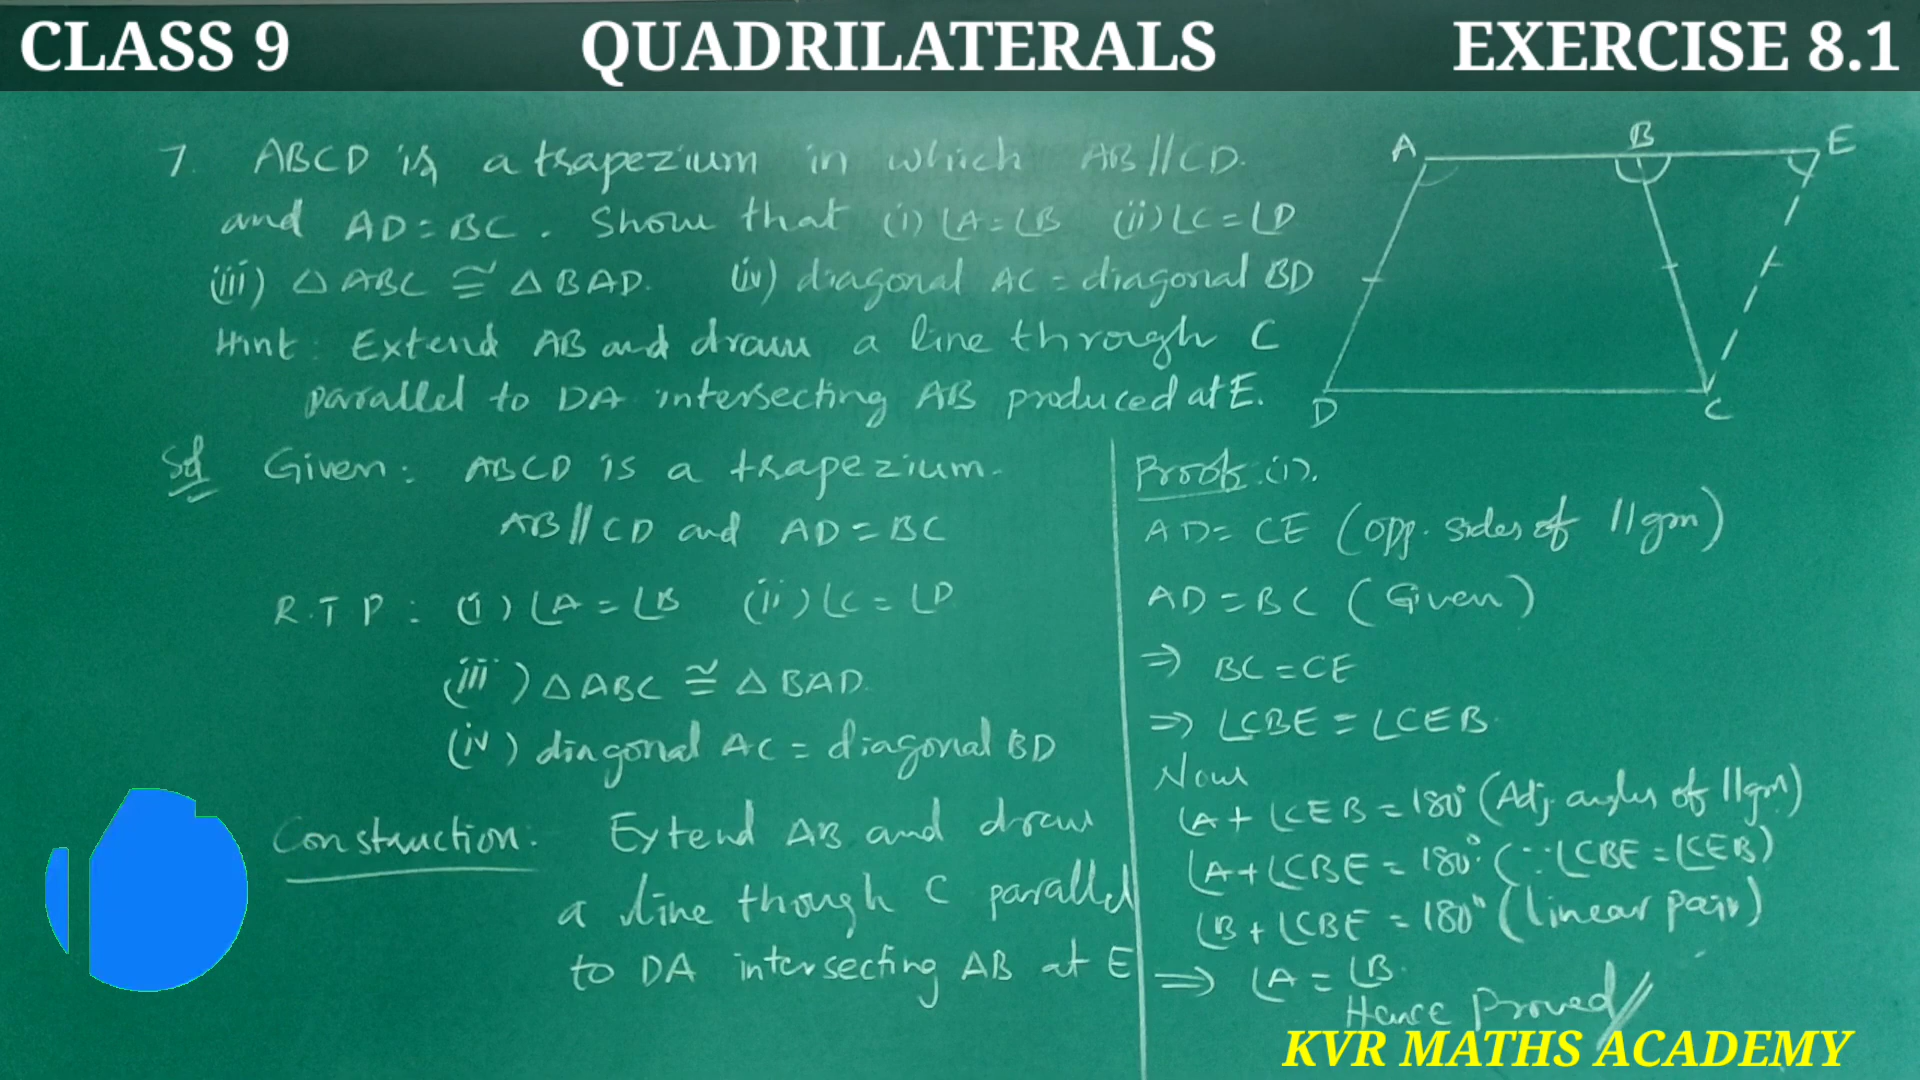 CLASS 9 QUADRILATERALS EXERCISE 8.1
7. ABCD is a trapezium in which AB//CD.
and AD = BC. Show that (i) ∠A = ∠B (ii) ∠C = ∠D
(iii) △ABC ≅ △BAD. (iv) diagonal AC = diagonal BD
Hint: Extend AB and draw a line through C
parallel to DA intersecting AB produced at E.
A B E
D C
Sol Given: ABCD is a trapezium.
AB//CD and AD = BC
R.T.P: (i) ∠A = ∠B (ii) ∠C = ∠D
(iii) △ABC ≅ △BAD.
(iv) diagonal AC = diagonal BD
Construction: Extend AB and draw
a line though C parallel
to DA intersecting AB at E
Proof: (i).
AD = CE (opp. sides of ||gm)
AD = BC (Given)
⇒ BC = CE
⇒ ∠CBE = ∠CEB.
Now
∠A + ∠CEB = 180° (Adj. angles of ||gm)
∠A + ∠CBE = 180° (∵ ∠CBE = ∠CEB)
∠B + ∠CBE = 180° (linear pair)
⇒ ∠A = ∠B.
Hence proved//
KVR MATHS ACADEMY